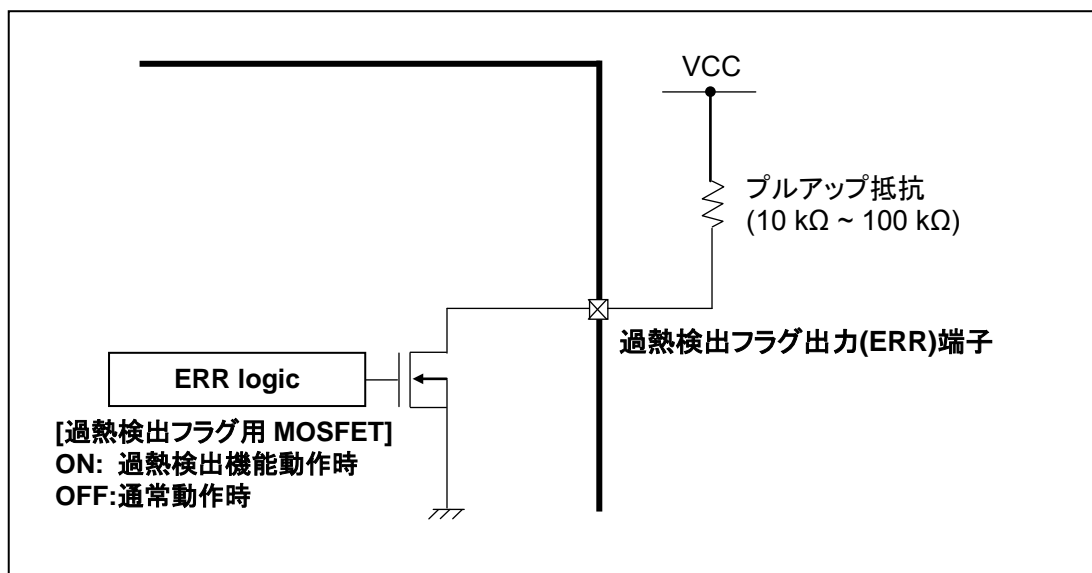 VCC
プルアップ抵抗
(10 kΩ ~ 100 kΩ)
過熱検出フラグ出力(ERR)端子
ERR logic
[過熱検出フラグ用 MOSFET]
ON: 過熱検出機能動作時
OFF:通常動作時